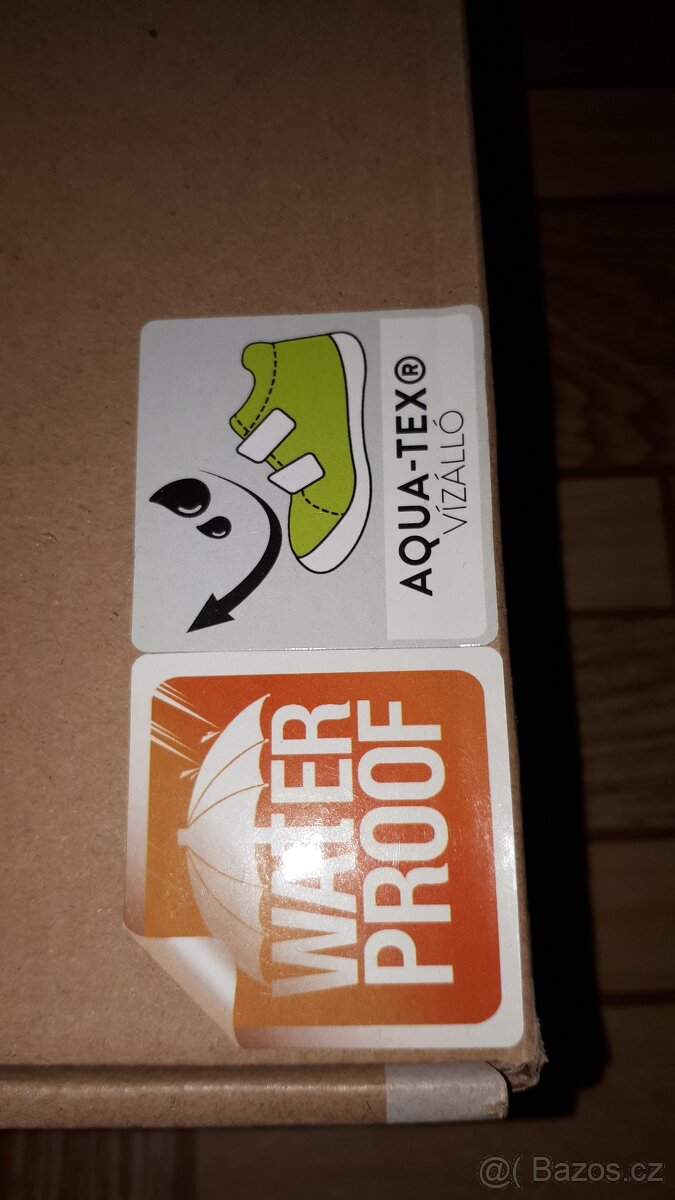 AQUA-TEX®
VÍZÁLLÓ
WATER
PROOF
@( Bazos.cz